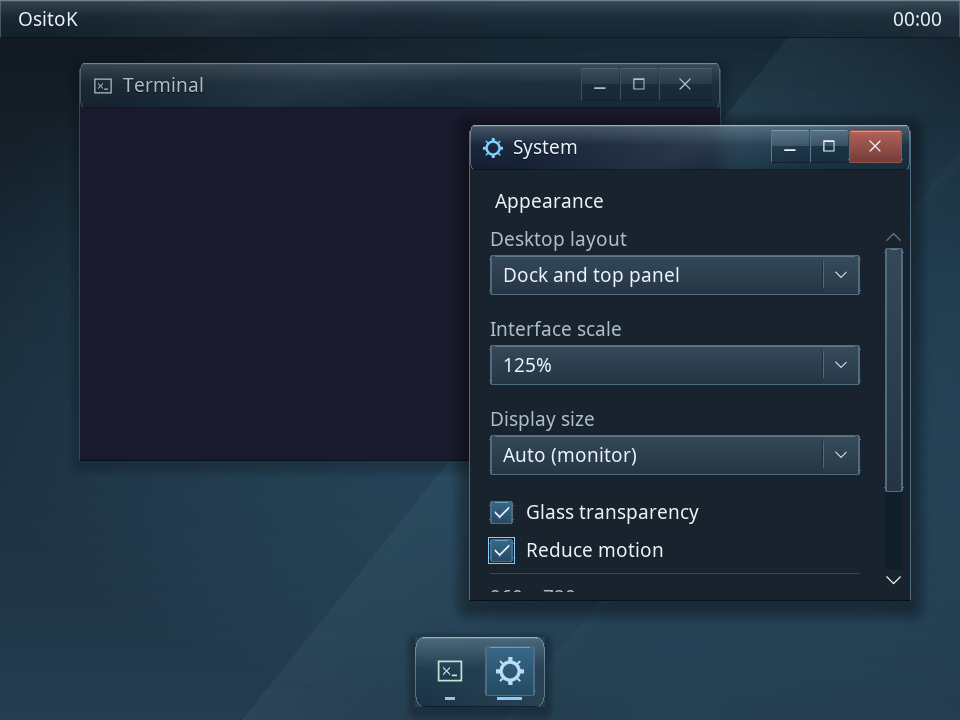 OsitoK
00:00
Terminal
System
Appearance
Desktop layout
Dock and top panel
Interface scale
125%
Display size
Auto (monitor)
Glass transparency
Reduce motion